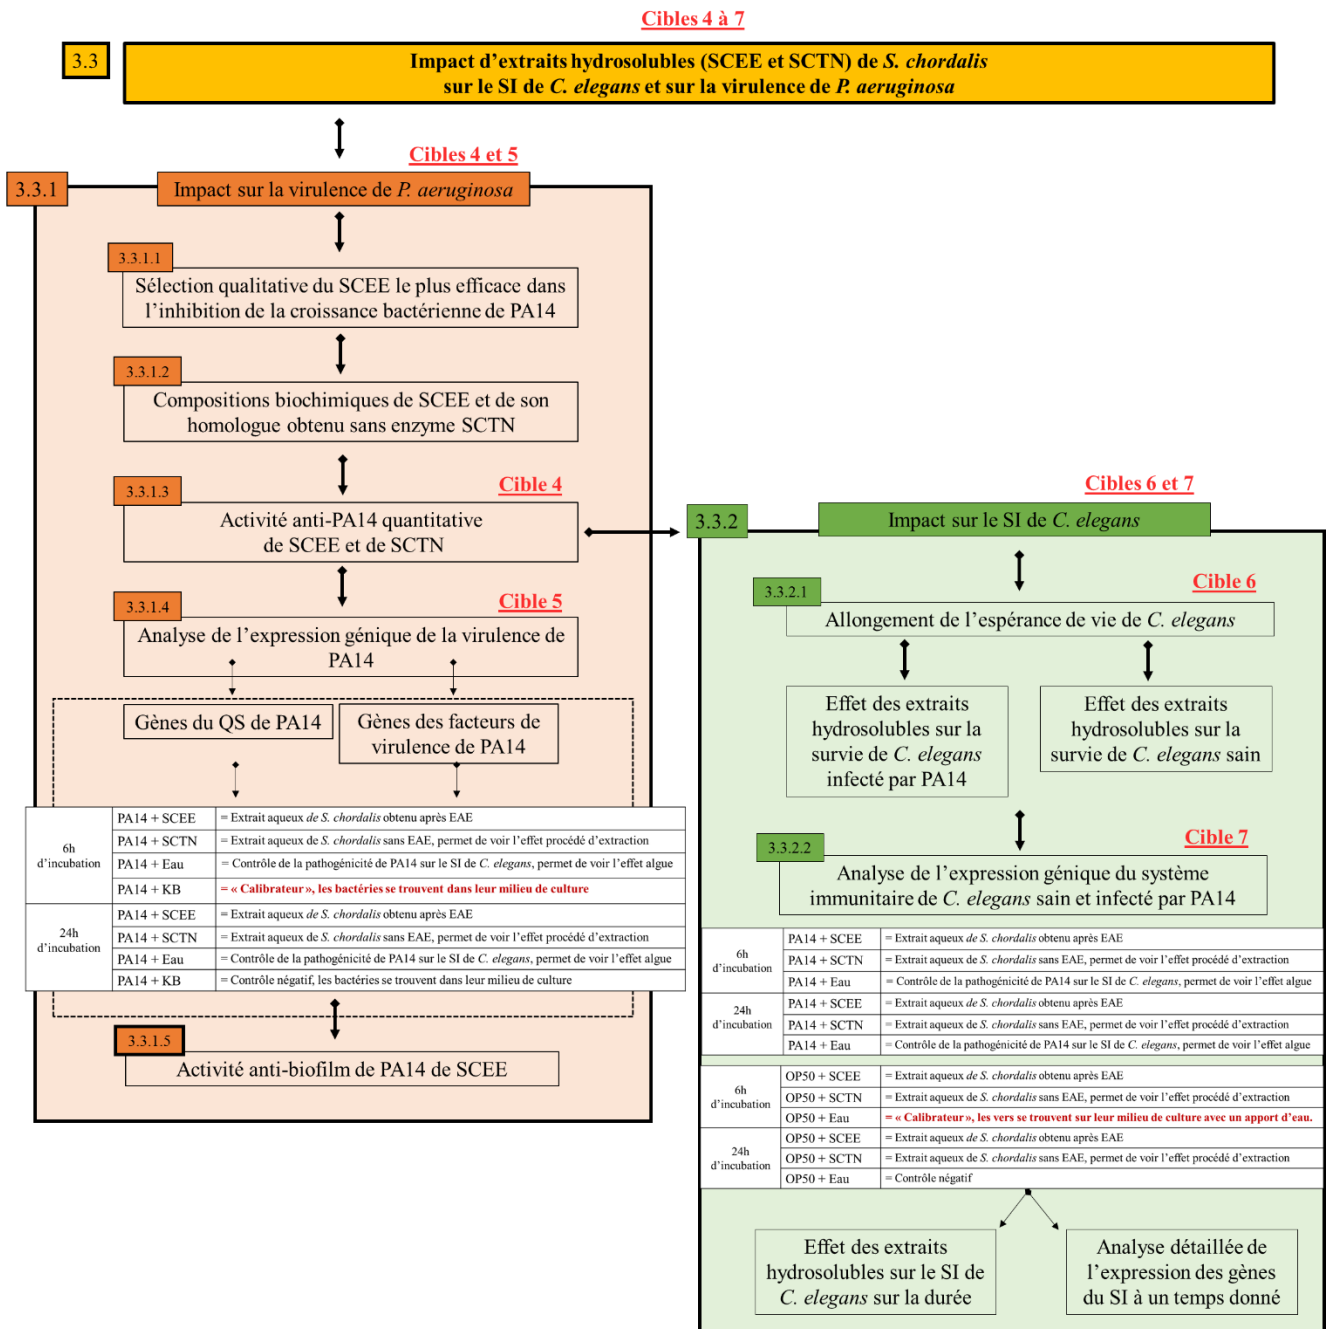 Cibles 4 à 7
3.3
Impact d’extraits hydrosolubles (SCEE et SCTN) de S. chordalis
sur le SI de C. elegans et sur la virulence de P. aeruginosa
Cibles 4 et 5
3.3.1
Impact sur la virulence de P. aeruginosa
3.3.1.1
Sélection qualitative du SCEE le plus efficace dans
l’inhibition de la croissance bactérienne de PA14
3.3.1.2
Compositions biochimiques de SCEE et de son
homologue obtenu sans enzyme SCTN
Cible 4
3.3.1.3
Activité anti-PA14 quantitative
de SCEE et de SCTN
Cible 5
3.3.1.4
Analyse de l’expression génique de la virulence de
PA14
Gènes du QS de PA14
Gènes des facteurs de
virulence de PA14
6h
d’incubation
PA14 + SCEE = Extrait aqueux de S. chordalis obtenu après EAE
PA14 + SCTN = Extrait aqueux de S. chordalis sans EAE, permet de voir l’effet procédé d’extraction
PA14 + Eau = Contrôle de la pathogénicité de PA14 sur le SI de C. elegans, permet de voir l’effet algue
PA14 + KB = « Calibrateur », les bactéries se trouvent dans leur milieu de culture
24h
d’incubation
PA14 + SCEE = Extrait aqueux de S. chordalis obtenu après EAE
PA14 + SCTN = Extrait aqueux de S. chordalis sans EAE, permet de voir l’effet procédé d’extraction
PA14 + Eau = Contrôle de la pathogénicité de PA14 sur le SI de C. elegans, permet de voir l’effet algue
PA14 + KB = Contrôle négatif, les bactéries se trouvent dans leur milieu de culture
3.3.1.5
Activité anti-biofilm de PA14 de SCEE
Cibles 6 et 7
3.3.2
Impact sur le SI de C. elegans
Cible 6
3.3.2.1
Allongement de l’espérance de vie de C. elegans
Effet des extraits
hydrosolubles sur la
survie de C. elegans
infecté par PA14
Effet des extraits
hydrosolubles sur la
survie de C. elegans sain
Cible 7
3.3.2.2
Analyse de l’expression génique du système
immunitaire de C. elegans sain et infecté par PA14
6h
d’incubation
PA14 + SCEE = Extrait aqueux de S. chordalis obtenu après EAE
PA14 + SCTN = Extrait aqueux de S. chordalis sans EAE, permet de voir l’effet procédé d’extraction
PA14 + Eau = Contrôle de la pathogénicité de PA14 sur le SI de C. elegans, permet de voir l’effet algue
24h
d’incubation
PA14 + SCEE = Extrait aqueux de S. chordalis obtenu après EAE
PA14 + SCTN = Extrait aqueux de S. chordalis sans EAE, permet de voir l’effet procédé d’extraction
PA14 + Eau = Contrôle de la pathogénicité de PA14 sur le SI de C. elegans, permet de voir l’effet algue
6h
d’incubation
OP50 + SCEE = Extrait aqueux de S. chordalis obtenu après EAE
OP50 + SCTN = Extrait aqueux de S. chordalis sans EAE, permet de voir l’effet procédé d’extraction
OP50 + Eau = « Calibrateur », les vers se trouvent sur leur milieu de culture avec un apport d’eau.
24h
d’incubation
OP50 + SCEE = Extrait aqueux de S. chordalis obtenu après EAE
OP50 + SCTN = Extrait aqueux de S. chordalis sans EAE, permet de voir l’effet procédé d’extraction
OP50 + Eau = Contrôle négatif
Effet des extraits
hydrosolubles sur le SI de
C. elegans sur la durée
Analyse détaillée de
l’expression des gènes
du SI à un temps donné